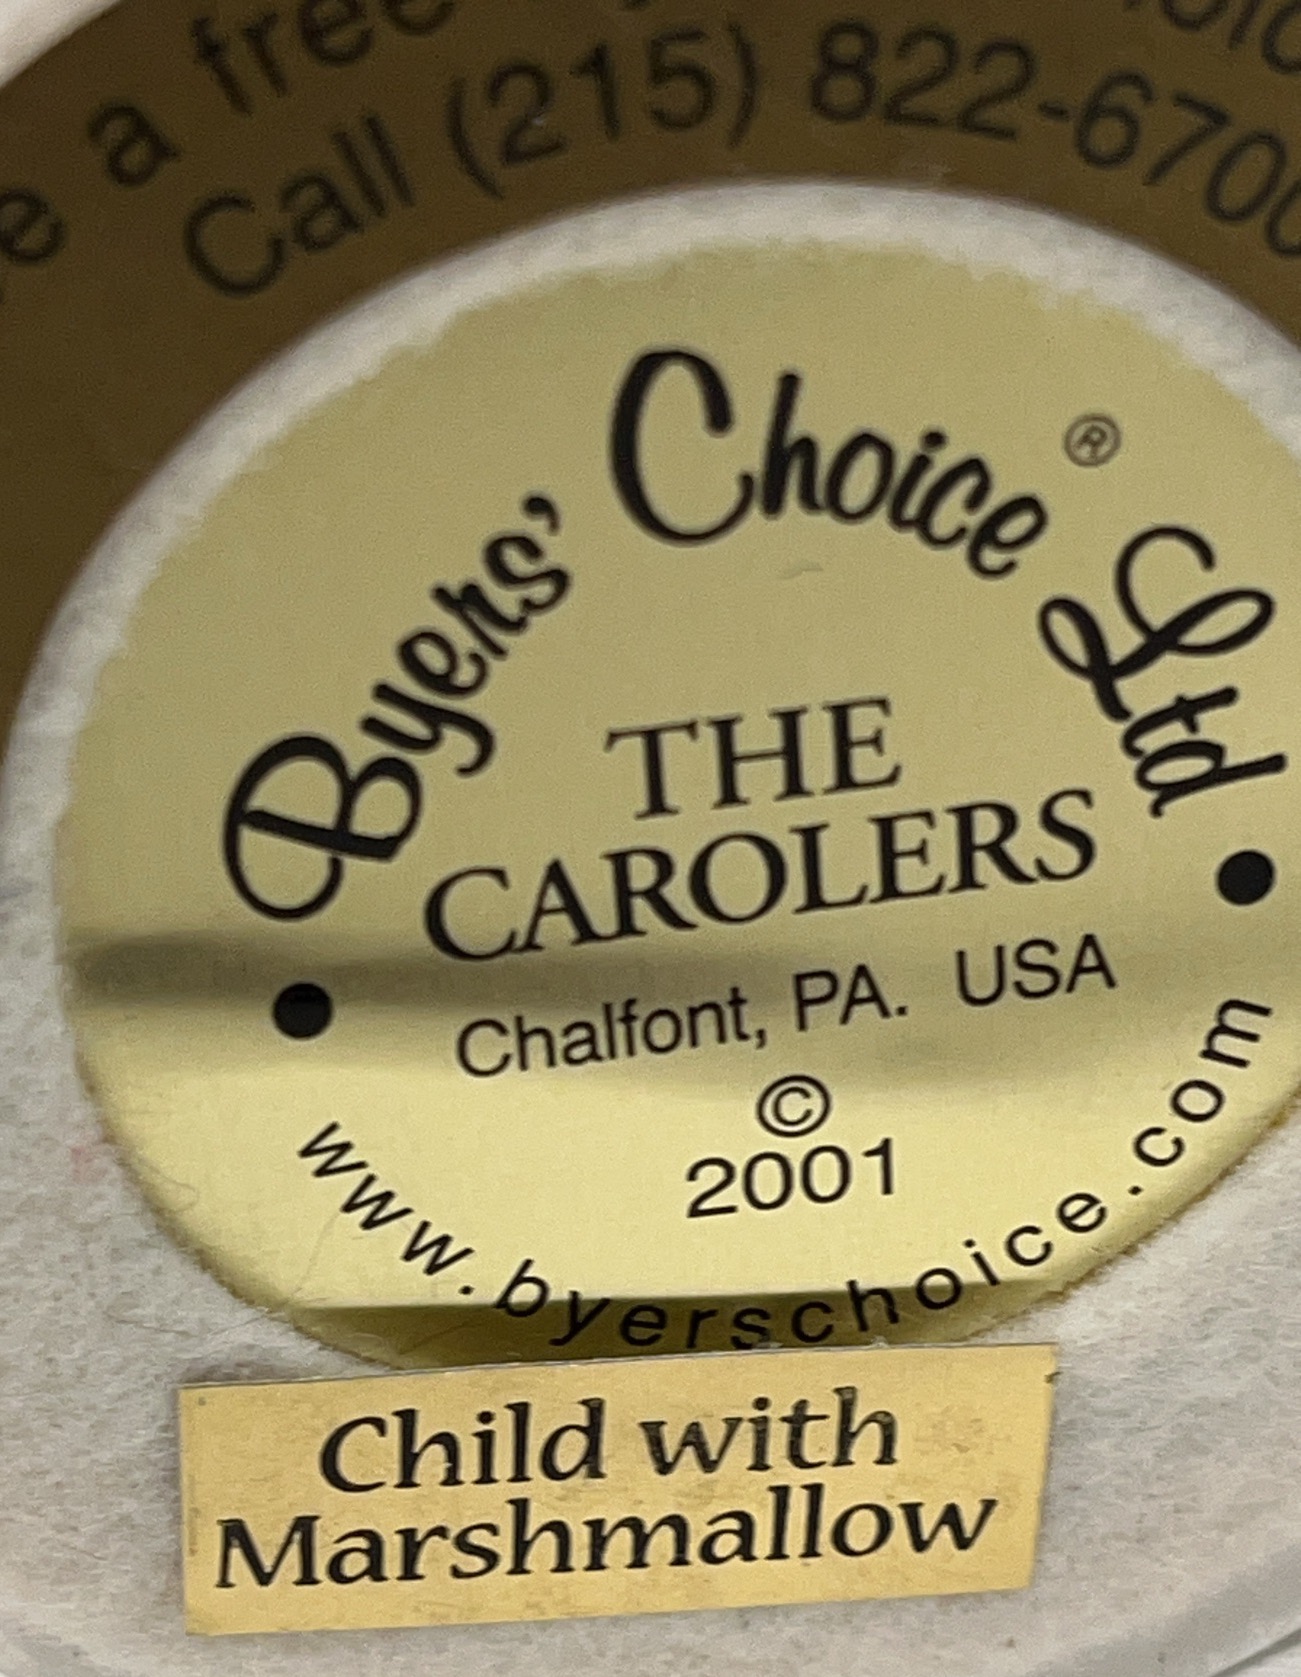 e a free
Call (215) 822-6700
Byers' Choice® Ltd
THE
CAROLERS
Chalfont, PA. USA
©
2001
www.byerschoice.com
Child with
Marshmallow